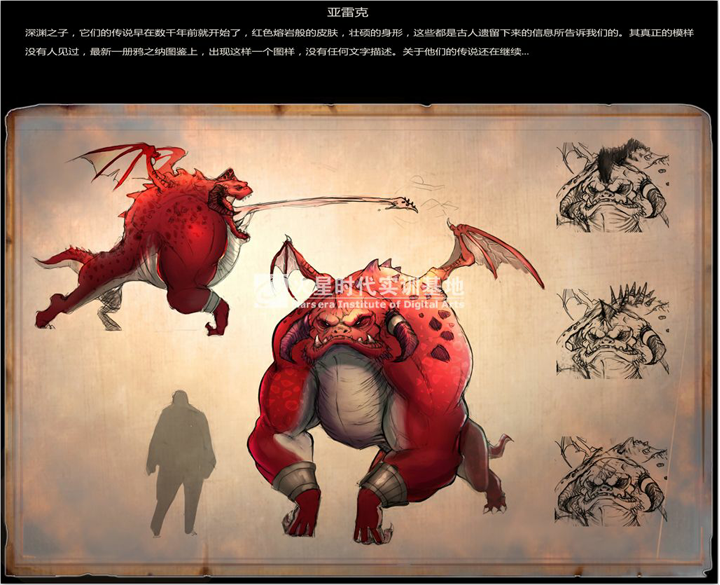 亚雷克
深渊之子，它们的传说早在数千年前就开始了，红色熔岩般的皮肤，壮硕的身形，这些都是古人遗留下来的信息所告诉我们的。其真正的模样
没有人见过，最新一册鸦之纳图鉴上，出现这样一个图样，没有任何文字描述。关于他们的传说还在继续...
星时代实训基地
arsera Institute of Digital Arts